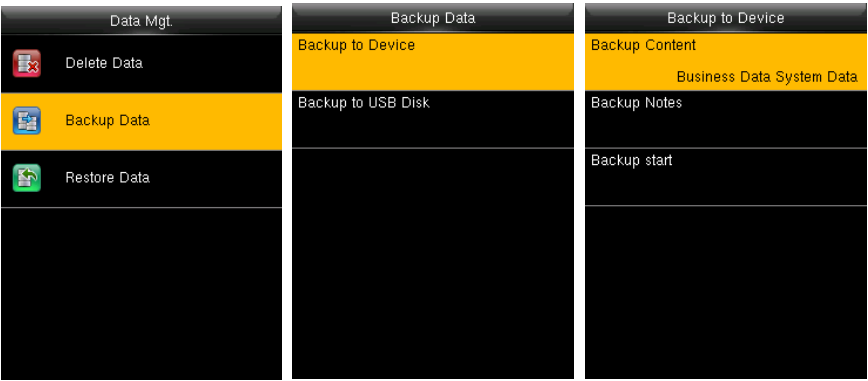 Data Mgt.
Delete Data
Backup Data
Restore Data
Backup Data
Backup to Device
Backup to USB Disk
Backup to Device
Backup Content
Business Data System Data
Backup Notes
Backup start